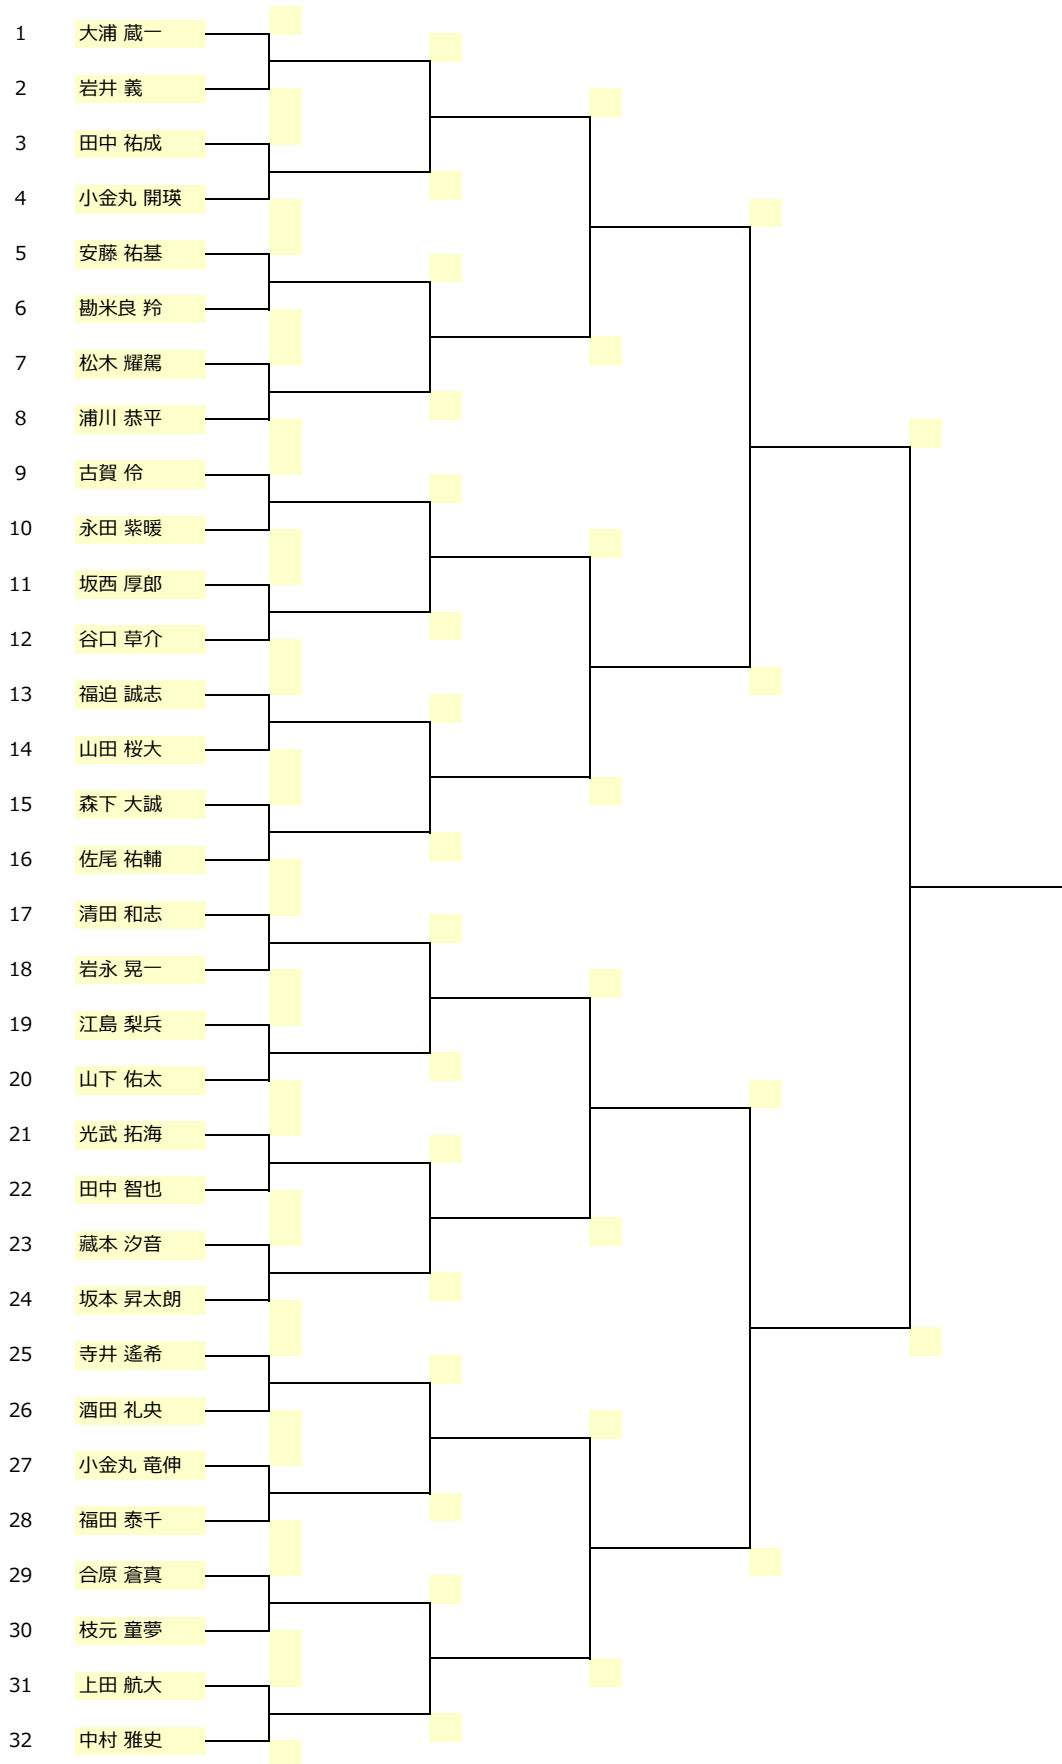 1 大浦 蔵一
2 岩井 義
3 田中 祐成
4 小金丸 開瑛
5 安藤 祐基
6 勘米良 羚
7 松木 耀駕
8 浦川 恭平
9 古賀 伶
10 永田 紫暖
11 坂西 厚郎
12 谷口 草介
13 福迫 誠志
14 山田 桜大
15 森下 大誠
16 佐尾 祐輔
17 清田 和志
18 岩永 晃一
19 江島 梨兵
20 山下 佑太
21 光武 拓海
22 田中 智也
23 藏本 汐音
24 坂本 昇太朗
25 寺井 遙希
26 酒田 礼央
27 小金丸 竜伸
28 福田 泰千
29 合原 蒼真
30 枝元 童夢
31 上田 航大
32 中村 雅史